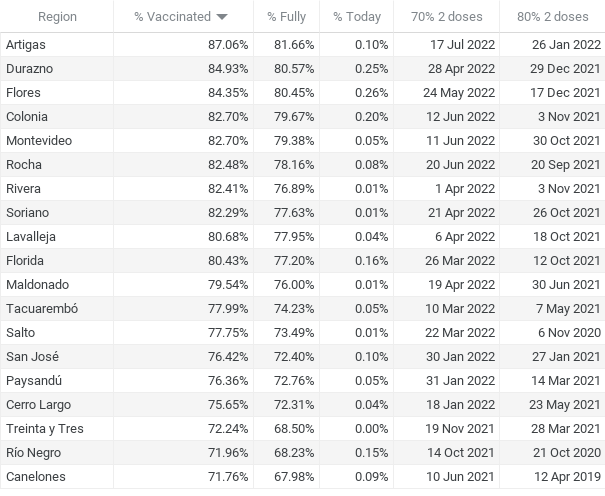 Region % Vaccinated % Fully % Today 70% 2 doses 80% 2 doses
Artigas 87.06% 81.66% 0.10% 17 Jul 2022 26 Jan 2022
Durazno 84.93% 80.57% 0.25% 28 Apr 2022 29 Dec 2021
Flores 84.35% 80.45% 0.26% 24 May 2022 17 Dec 2021
Colonia 82.70% 79.67% 0.20% 12 Jun 2022 3 Nov 2021
Montevideo 82.70% 79.38% 0.05% 11 Jun 2022 30 Oct 2021
Rocha 82.48% 78.16% 0.08% 20 Jun 2022 20 Sep 2021
Rivera 82.41% 76.89% 0.01% 1 Apr 2022 3 Nov 2021
Soriano 82.29% 77.63% 0.01% 21 Apr 2022 26 Oct 2021
Lavalleja 80.68% 77.95% 0.04% 6 Apr 2022 18 Oct 2021
Florida 80.43% 77.20% 0.16% 26 Mar 2022 12 Oct 2021
Maldonado 79.54% 76.00% 0.01% 19 Apr 2022 30 Jun 2021
Tacuarembó 77.99% 74.23% 0.05% 10 Mar 2022 7 May 2021
Salto 77.75% 73.49% 0.01% 22 Mar 2022 6 Nov 2020
San José 76.42% 72.40% 0.10% 30 Jan 2022 27 Jan 2021
Paysandú 76.36% 72.76% 0.05% 31 Jan 2022 14 Mar 2021
Cerro Largo 75.65% 72.31% 0.04% 18 Jan 2022 23 May 2021
Treinta y Tres 72.24% 68.50% 0.00% 19 Nov 2021 28 Mar 2021
Río Negro 71.96% 68.23% 0.15% 14 Oct 2021 21 Oct 2020
Canelones 71.76% 67.98% 0.09% 10 Jun 2021 12 Apr 2019